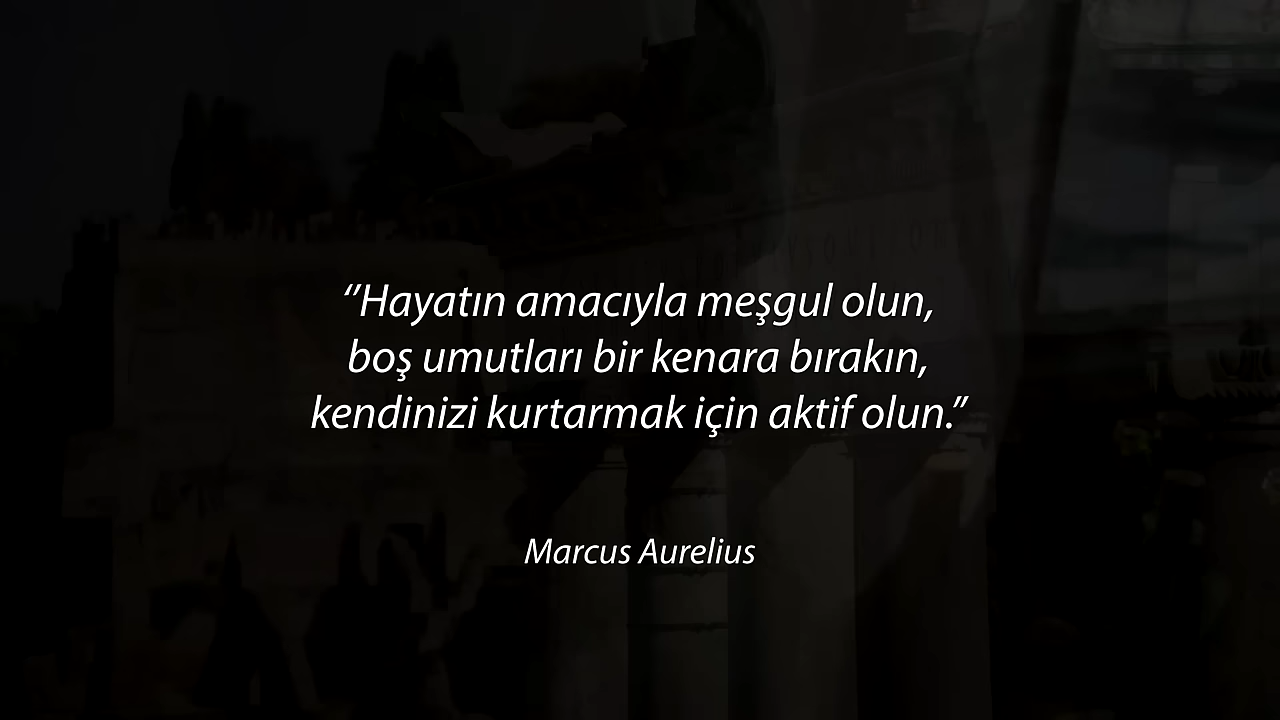 ‘’Hayatın amacıyla meşgul olun,
boş umutları bir kenara bırakın,
kendinizi kurtarmak için aktif olun.’’
Marcus Aurelius